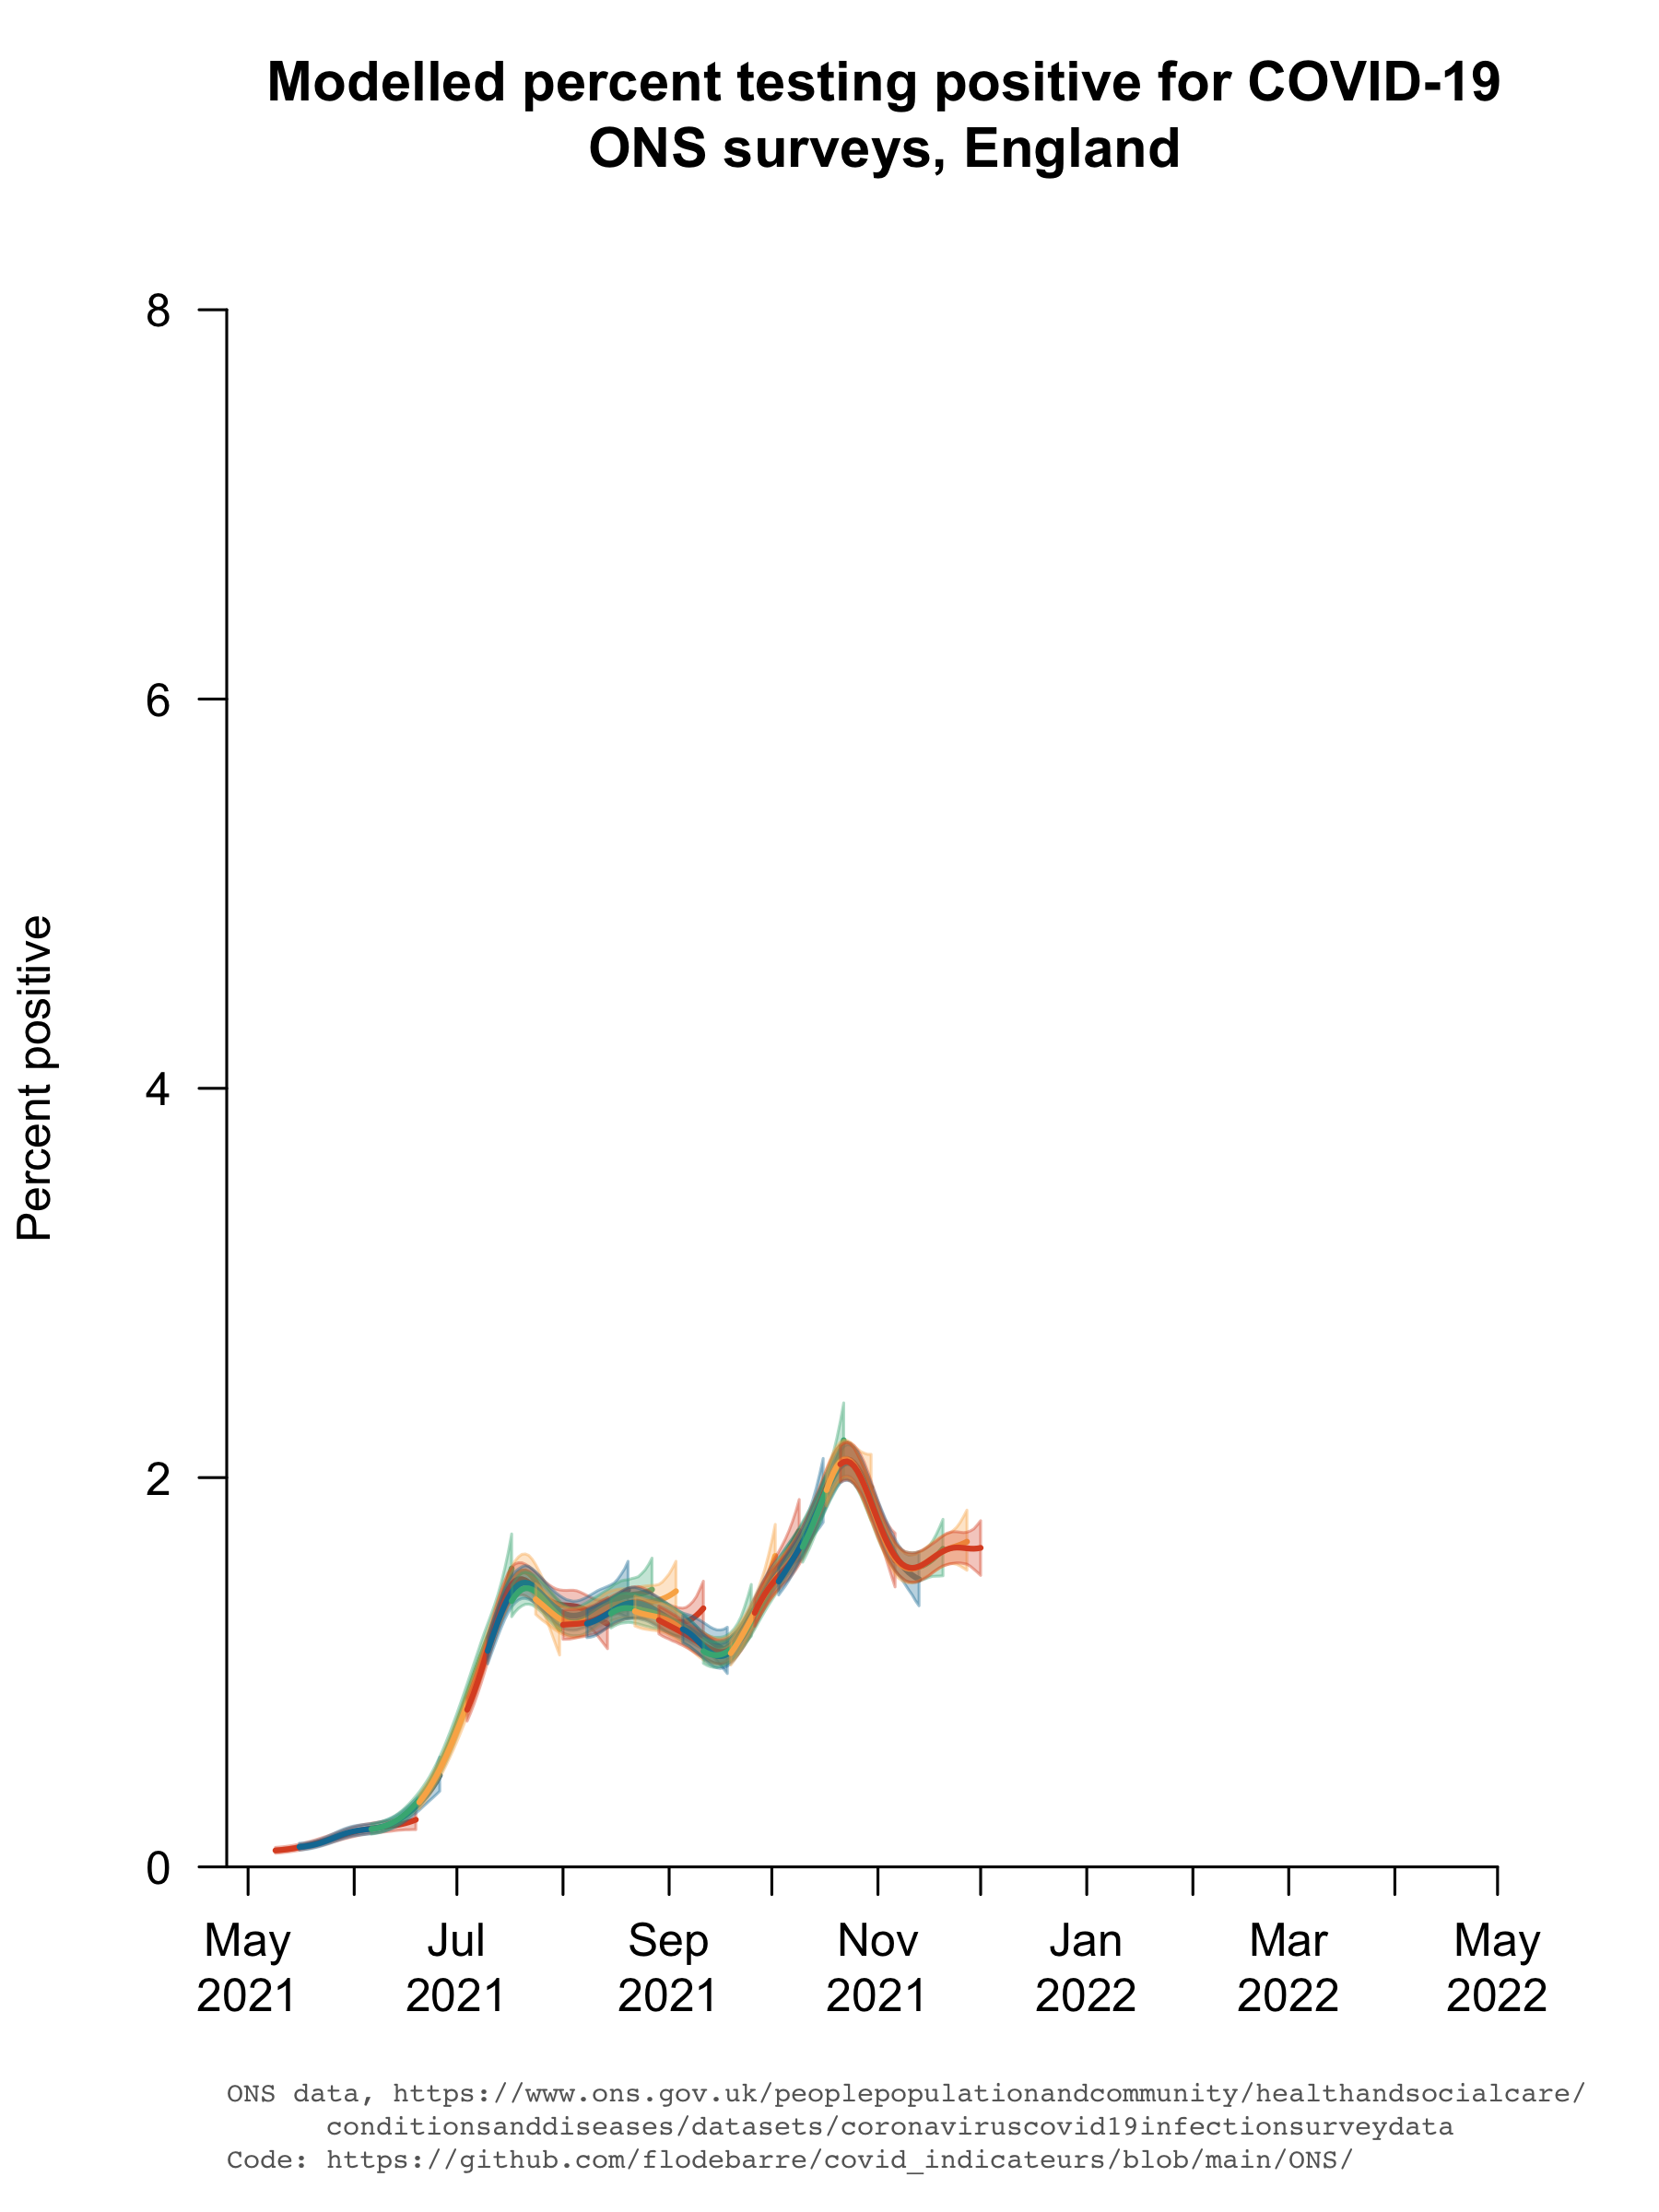 Modelled percent testing positive for COVID-19
ONS surveys, England
8
6
4
2
0
Percent positive
May Jul Sep Nov Jan Mar May
2021 2021 2021 2021 2022 2022 2022
ONS data, https://www.ons.gov.uk/peoplepopulationandcommunity/healthandsocialcare/
conditionsanddiseases/datasets/coronaviruscovid19infectionsurveydata
Code: https://github.com/flodebarre/covid_indicateurs/blob/main/ONS/